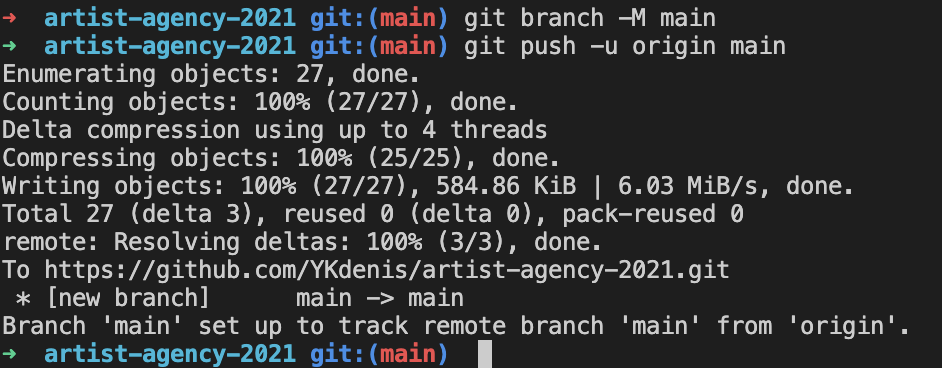 ➜  artist-agency-2021 git:(main) git branch -M main
➜  artist-agency-2021 git:(main) git push -u origin main
Enumerating objects: 27, done.
Counting objects: 100% (27/27), done.
Delta compression using up to 4 threads
Compressing objects: 100% (25/25), done.
Writing objects: 100% (27/27), 584.86 KiB | 6.03 MiB/s, done.
Total 27 (delta 3), reused 0 (delta 0), pack-reused 0
remote: Resolving deltas: 100% (3/3), done.
To https://github.com/YKdenis/artist-agency-2021.git
 * [new branch]      main -> main
Branch 'main' set up to track remote branch 'main' from 'origin'.
➜  artist-agency-2021 git:(main)